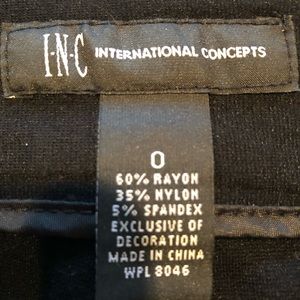 I·N·C INTERNATIONAL CONCEPTS
0
60% RAYON
35% NYLON
5% SPANDEX
EXCLUSIVE OF
DECORATION
MADE IN CHINA
WPL 8046